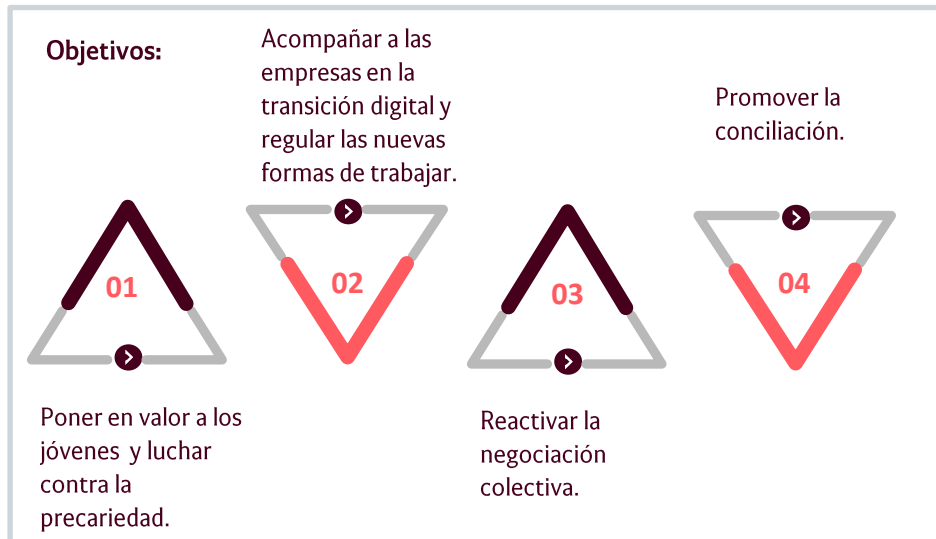 Objetivos:
01
Poner en valor a los
jóvenes y luchar
contra la
precariedad.
Acompañar a las
empresas en la
transición digital y
regular las nuevas
formas de trabajar.
02
03
Reactivar la
negociación
colectiva.
Promover la
conciliación.
04